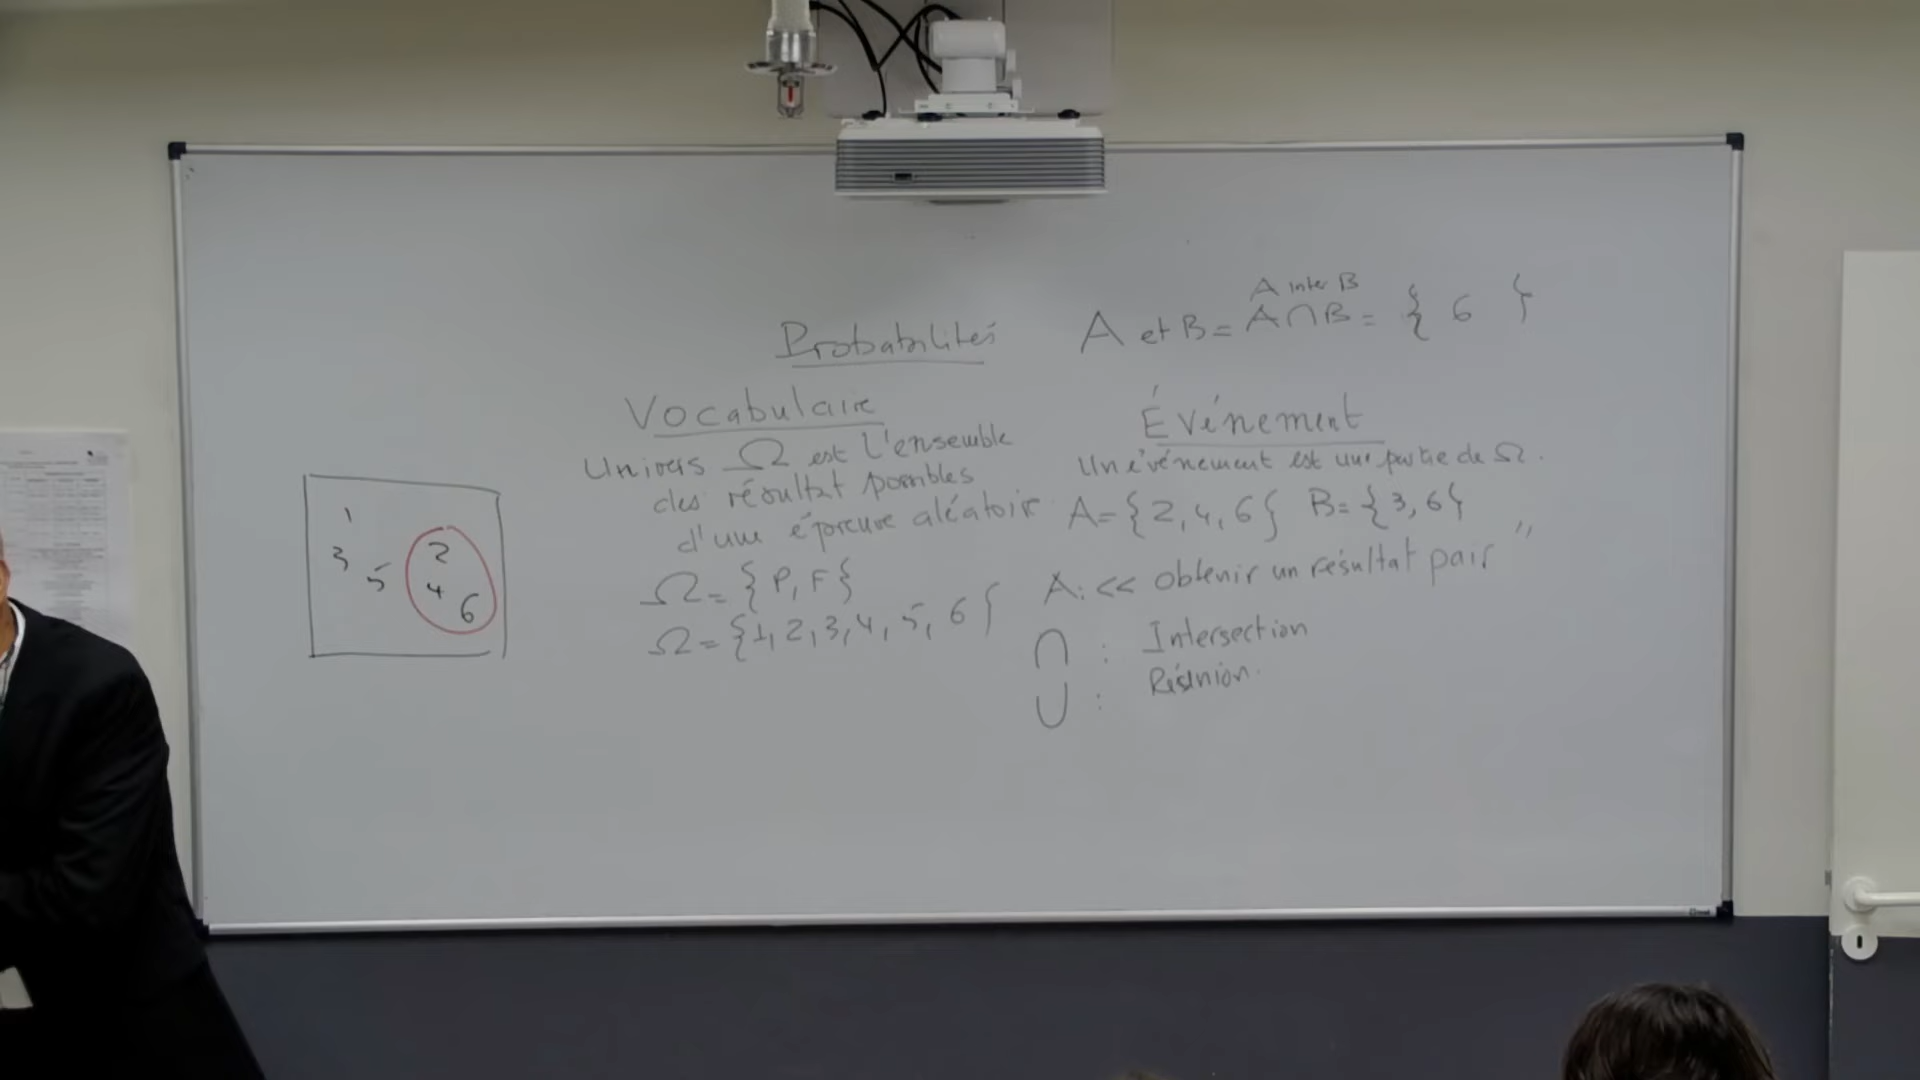 Probabilités
A inter B
A et B = A∩B = { 6 }
Vocabulaire
Univers Ω est l'ensemble
des résultat possibles
d'une épreuve aléatoire
Ω = { P, F }
Ω = {1, 2, 3, 4, 5, 6 }
Événement
Un événement est une partie de Ω.
A = {2, 4, 6} B = {3, 6}
A: << obtenir un résultat pair "
∩ : Intersection
∪ : Réunion.
1
3 5 2
4
6